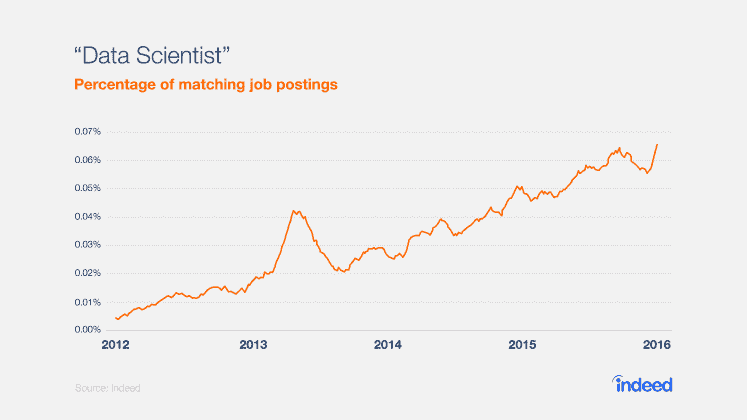 “Data Scientist”
Percentage of matching job postings
0.07%
0.06%
0.05%
0.04%
0.03%
0.02%
0.01%
0.00%
2012 2013 2014 2015 2016
Source: Indeed
indeed